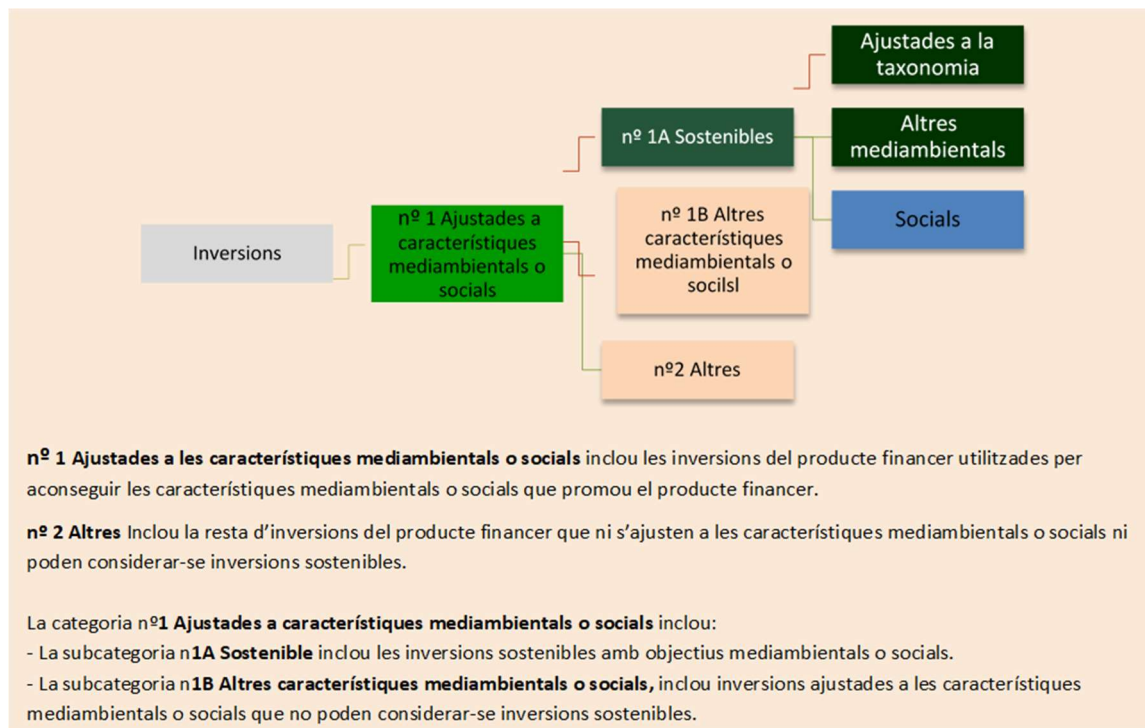 Ajustades a la
taxonomia
nº 1A Sostenibles
Altres
mediambientals
nº 1 Ajustades a
característiques
mediambientals o
socials
nº 1B Altres
característiques
mediambientals o
socilsl
Socials
Inversions
nº2 Altres
nº 1 Ajustades a les característiques mediambientals o socials inclou les inversions del producte financer utilitzades per
aconseguir les característiques mediambientals o socials que promou el producte financer.
nº 2 Altres Inclou la resta d’inversions del producte financer que ni s’ajusten a les característiques mediambientals o socials ni
poden considerar-se inversions sostenibles.
La categoria nº1 Ajustades a característiques mediambientals o socials inclou:
- La subcategoria n1A Sostenible inclou les inversions sostenibles amb objectius mediambientals o socials.
- La subcategoria n1B Altres característiques mediambientals o socials, inclou inversions ajustades a les característiques
mediambientals o socials que no poden considerar-se inversions sostenibles.